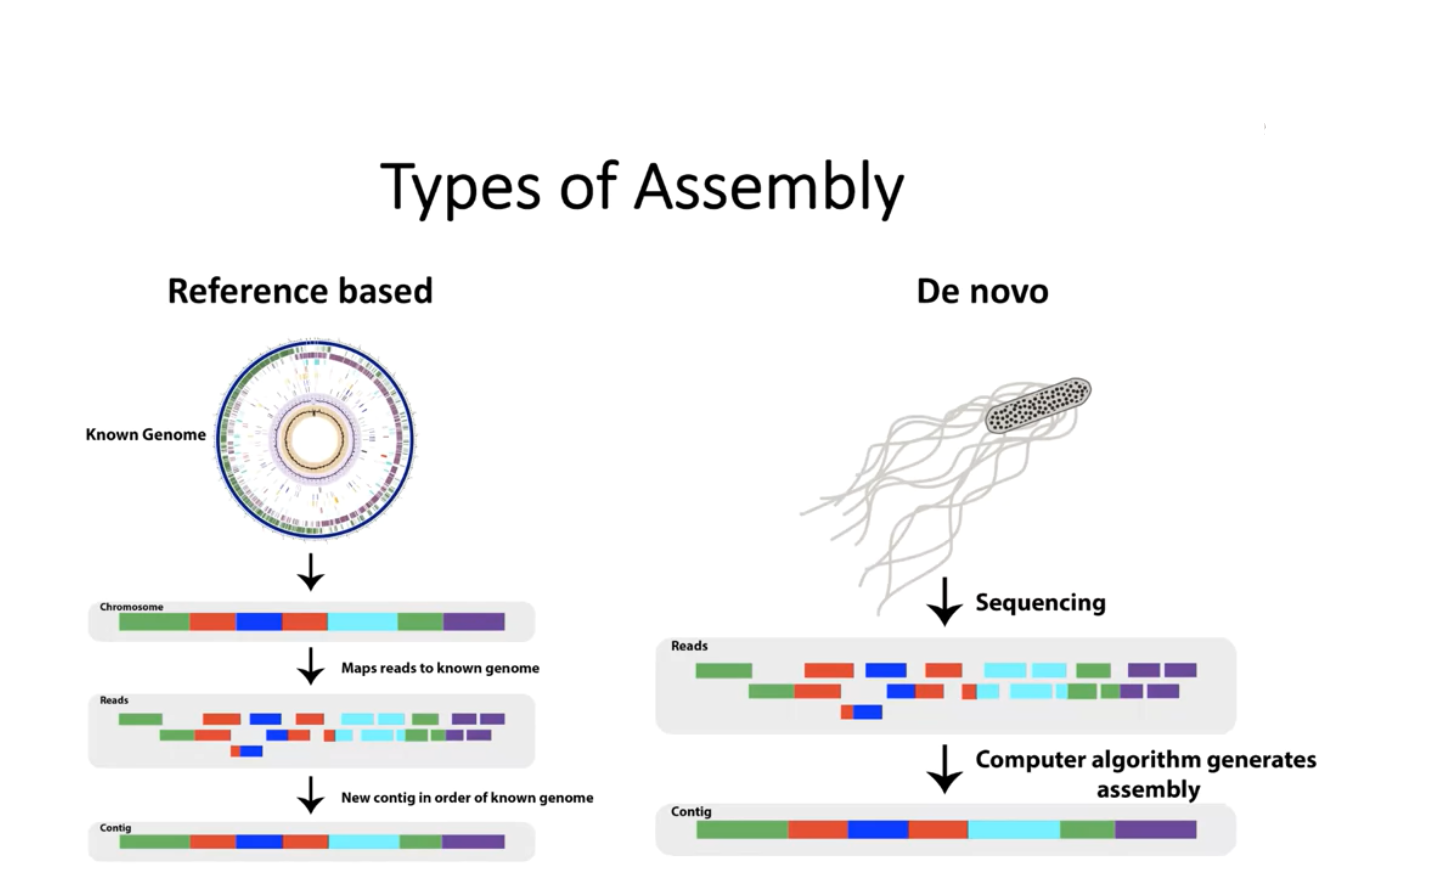 Types of Assembly
Reference based
Known Genome
Chromosome
Maps reads to known genome
Reads
New contig in order of known genome
Contig
De novo
Sequencing
Reads
Computer algorithm generates
assembly
Contig